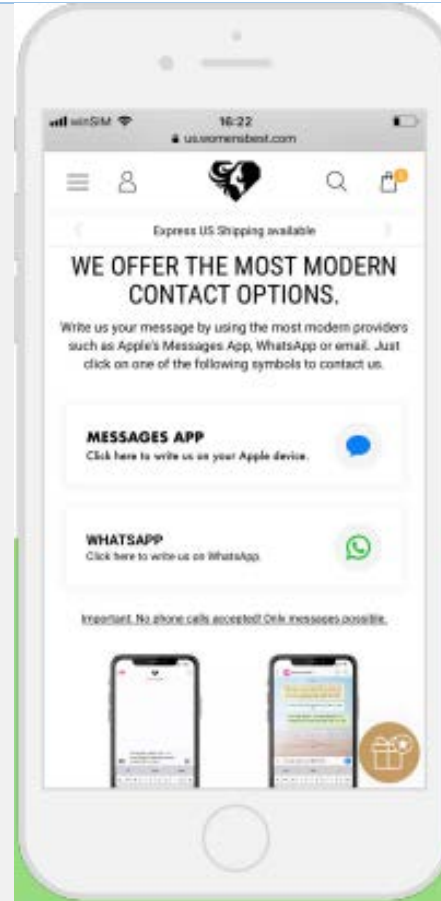 winSIM 16:22
us.womensbest.com
Express US Shipping available
WE OFFER THE MOST MODERN
CONTACT OPTIONS.
Write us your message by using the most modern providers
such as Apple's Messages App, WhatsApp or email. Just
click on one of the following symbols to contact us.
MESSAGES APP
Click here to write us on your Apple device.
WHATSAPP
Click here to write us on WhatsApp.
Important: No phone calls accepted! Only messages possible.